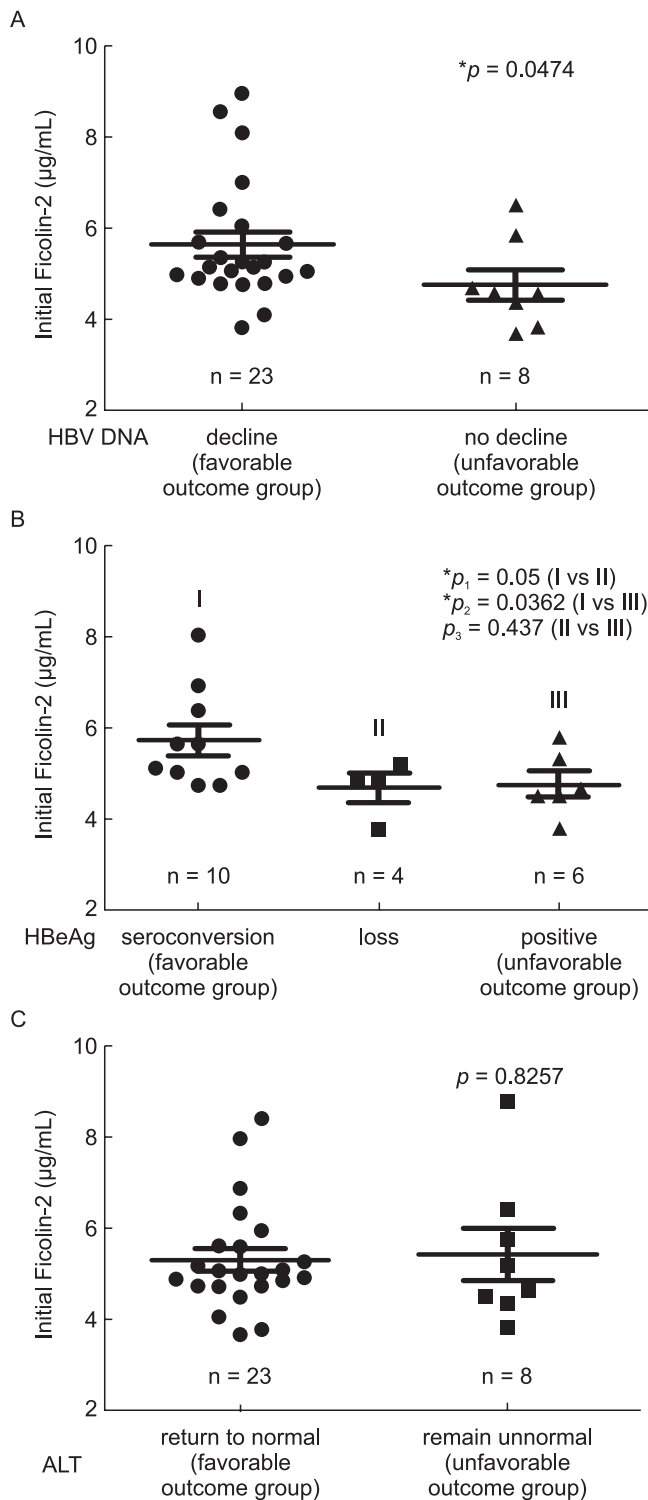 A
10
8
6
4
2
Initial Ficolin-2 (µg/mL)
*p = 0.0474
n = 23
n = 8
HBV DNA
decline
(favorable
outcome group)
no decline
(unfavorable
outcome group)
B
10
8
6
4
2
Initial Ficolin-2 (µg/mL)
I
II
III
*p₁ = 0.05 (I vs II)
*p₂ = 0.0362 (I vs III)
p₃ = 0.437 (II vs III)
n = 10
n = 4
n = 6
HBeAg
seroconversion
(favorable
outcome group)
loss
positive
(unfavorable
outcome group)
C
10
8
6
4
2
Initial Ficolin-2 (µg/mL)
p = 0.8257
n = 23
n = 8
ALT
return to normal
(favorable
outcome group)
remain unnormal
(unfavorable
outcome group)